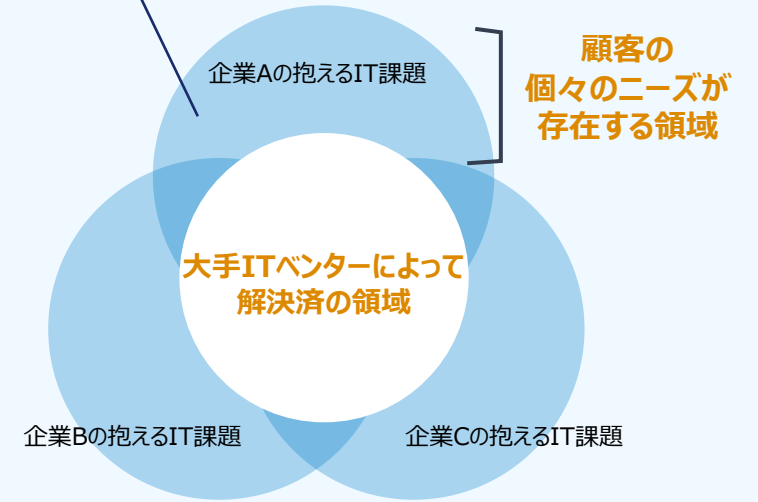 企業Aの抱えるIT課題
顧客の
個々のニーズが
存在する領域
大手ITベンターによって
解決済の領域
企業Bの抱えるIT課題
企業Cの抱えるIT課題